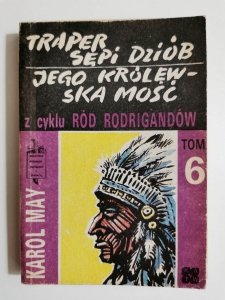 TRAPER
SĘPI DZIÓB
JEGO KRÓLEW-
SKA MOŚĆ
z cyklu RÓD RODRIGANDÓW
TOM
6
KAROL MAY